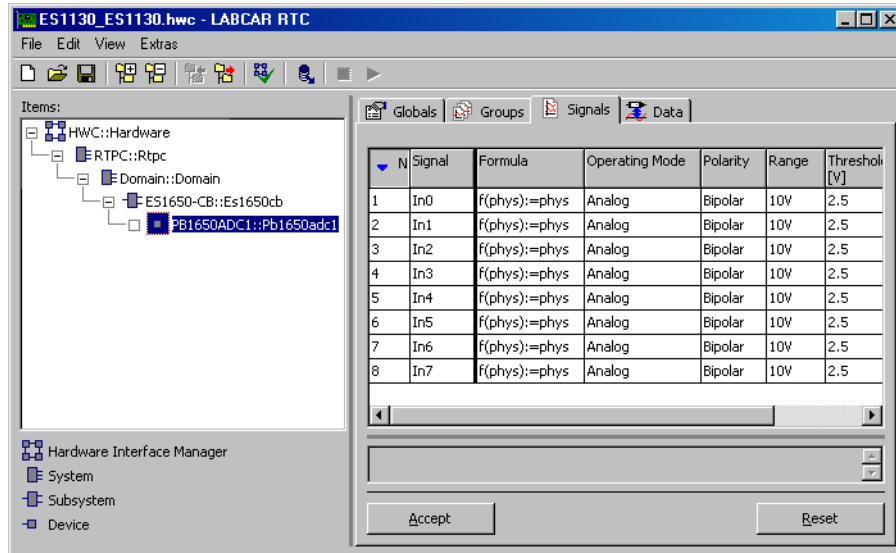 ES1130_ES1130.hwc - LABCAR RTC
File Edit View Extras
Items:
HWC::Hardware
RTPC::Rtpc
Domain::Domain
ES1650-CB::Es1650cb
PB1650ADC1::Pb1650adc1
Hardware Interface Manager
System
Subsystem
Device
Globals Groups Signals Data
N Signal Formula Operating Mode Polarity Range Threshold
[V]
1 In0 f(phys):=phys Analog Bipolar 10V 2.5
2 In1 f(phys):=phys Analog Bipolar 10V 2.5
3 In2 f(phys):=phys Analog Bipolar 10V 2.5
4 In3 f(phys):=phys Analog Bipolar 10V 2.5
5 In4 f(phys):=phys Analog Bipolar 10V 2.5
6 In5 f(phys):=phys Analog Bipolar 10V 2.5
7 In6 f(phys):=phys Analog Bipolar 10V 2.5
8 In7 f(phys):=phys Analog Bipolar 10V 2.5
Accept Reset